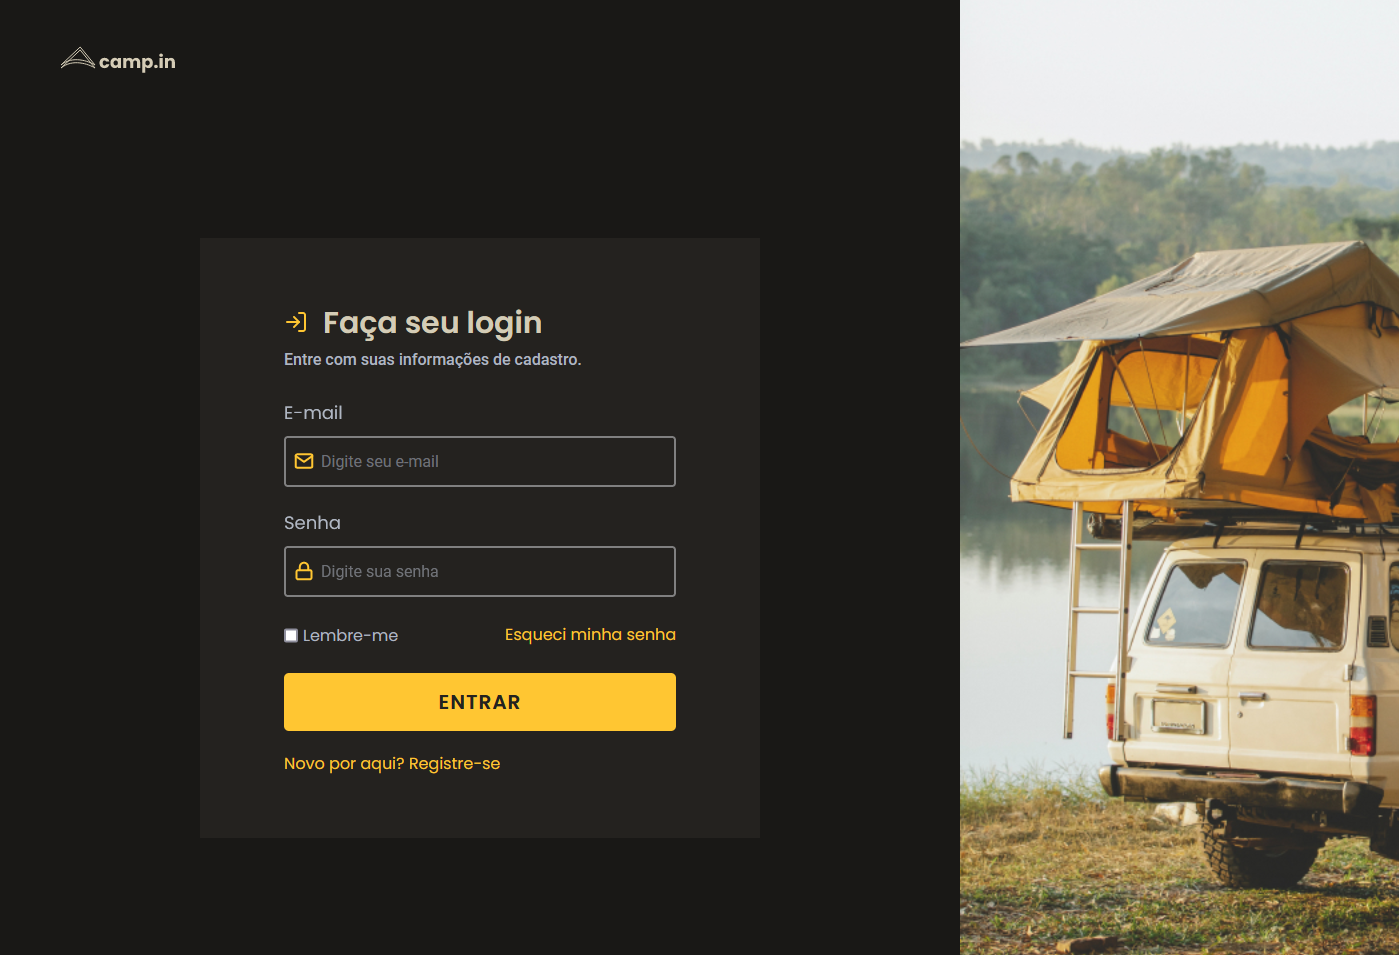 camp.in
Faça seu login
Entre com suas informações de cadastro.
E-mail
Digite seu e-mail
Senha
Digite sua senha
Lembre-me
Esqueci minha senha
ENTRAR
Novo por aqui? Registre-se